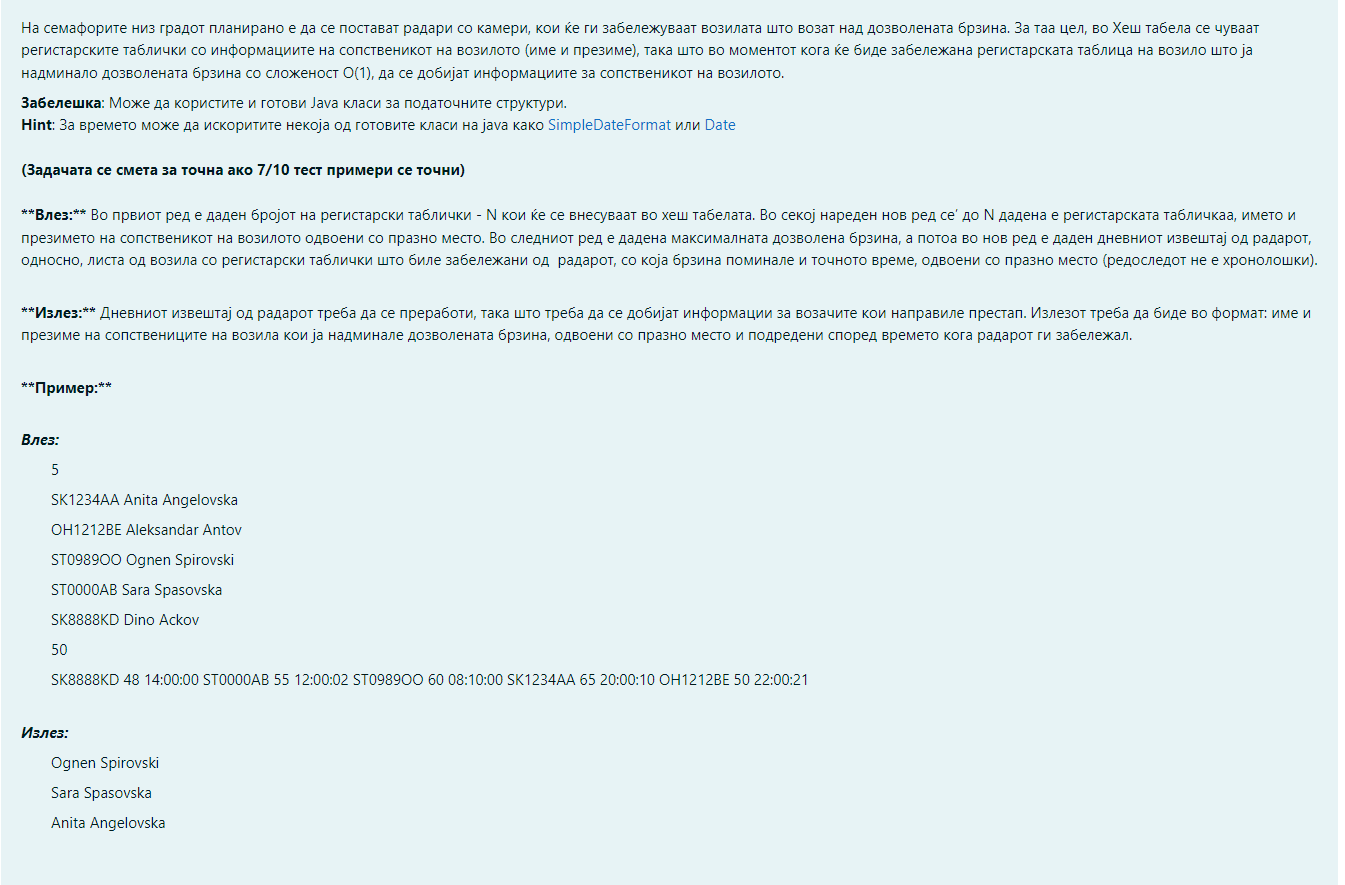 На семафорите низ градот планирано е да се постават радари со камери, кои ќе ги забележуваат возилата што возат над дозволената брзина. За таа цел, во Хеш табела се чуваат
регистарските таблички со информациите на сопственикот на возилото (име и презиме), така што во моментот кога ќе биде забележана регистарската таблица на возило што ја
надминало дозволената брзина со сложеност O(1), да се добијат информациите за сопственикот на возилото.
Забелешка: Може да користите и готови Java класи за податочните структури.
Hint: За времето може да искоритите некоја од готовите класи на java како SimpleDateFormat или Date
(Задачата се смета за точна ако 7/10 тест примери се точни)
**Влез:** Во првиот ред е даден бројот на регистарски таблички - N кои ќе се внесуваат во хеш табелата. Во секој нареден нов ред се' до N дадена е регистарската табличкаа, името и
презимето на сопственикот на возилото одвоени со празно место. Во следниот ред е дадена максималната дозволена брзина, а потоа во нов ред е даден дневниот извештај од радарот,
односно, листа од возила со регистарски таблички што биле забележани од  радарот, со која брзина поминале и точното време, одвоени со празно место (редоследот не е хронолошки).
**Излез:** Дневниот извештај од радарот треба да се преработи, така што треба да се добијат информации за возачите кои направиле престап. Излезот треба да биде во формат: име и
презиме на сопствениците на возила кои ја надминале дозволената брзина, одвоени со празно место и подредени според времето кога радарот ги забележал.
**Пример:**
Влез:
5
SK1234AA Anita Angelovska
OH1212BE Aleksandar Antov
ST0989OO Ognen Spirovski
ST0000AB Sara Spasovska
SK8888KD Dino Ackov
50
SK8888KD 48 14:00:00 ST0000AB 55 12:00:02 ST0989OO 60 08:10:00 SK1234AA 65 20:00:10 OH1212BE 50 22:00:21
Излез:
Ognen Spirovski
Sara Spasovska
Anita Angelovska